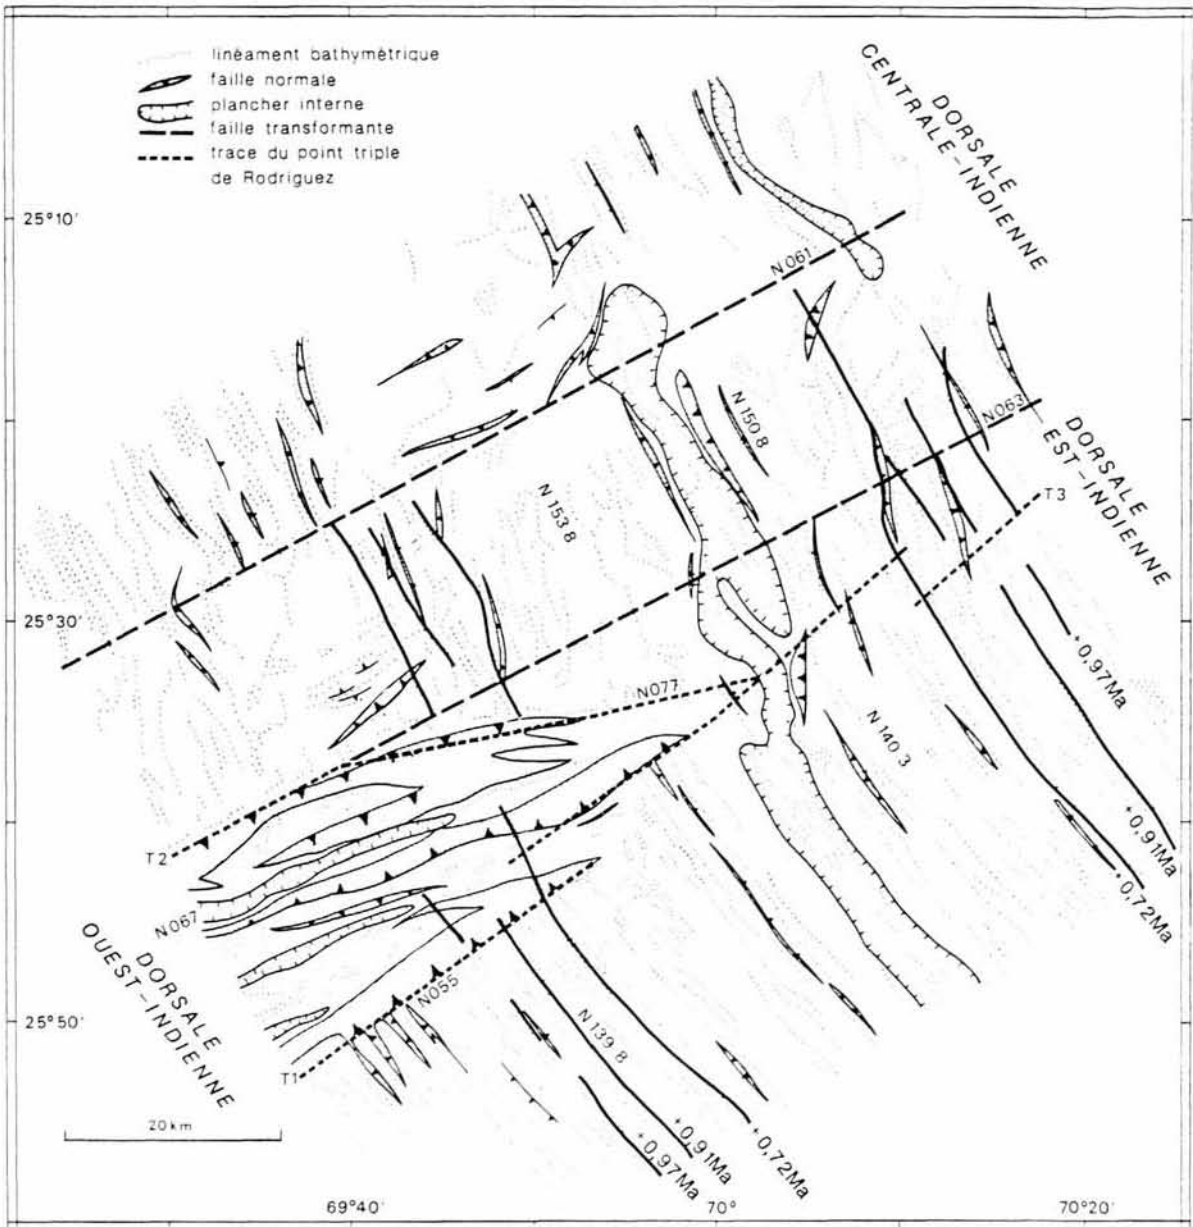 linéament bathymétrique
faille normale
plancher interne
faille transformante
trace du point triple
de Rodriguez
DORSALE
CENTRALE-INDIENNE
25°10'
N061
N063
N150.8
DORSALE
EST-INDIENNE
T3
N153.8
25°30'
N077
+0,97Ma
N140.3
+0,91Ma
+0,72Ma
T2
N067
DORSALE
OUEST-INDIENNE
N055
25°50'
T1
N139.8
+0,72Ma
+0,91Ma
+0,97Ma
20km
69°40'
70°
70°20'